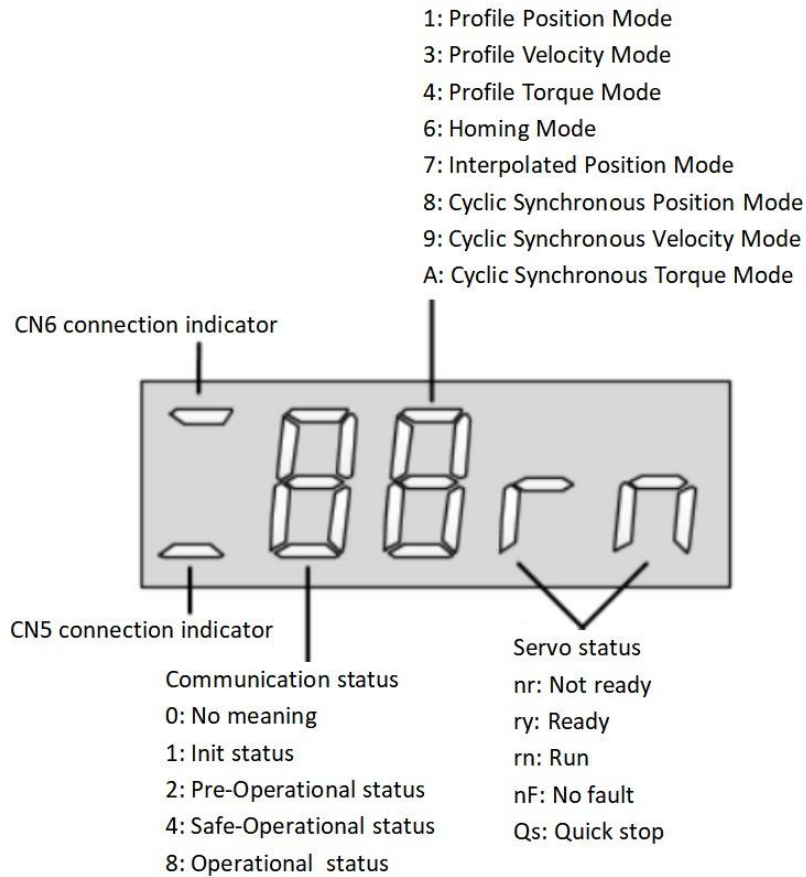 1: Profile Position Mode
3: Profile Velocity Mode
4: Profile Torque Mode
6: Homing Mode
7: Interpolated Position Mode
8: Cyclic Synchronous Position Mode
9: Cyclic Synchronous Velocity Mode
A: Cyclic Synchronous Torque Mode
CN6 connection indicator
88rn
CN5 connection indicator
Communication status
0: No meaning
1: Init status
2: Pre-Operational status
4: Safe-Operational status
8: Operational status
Servo status
nr: Not ready
ry: Ready
rn: Run
nF: No fault
Qs: Quick stop